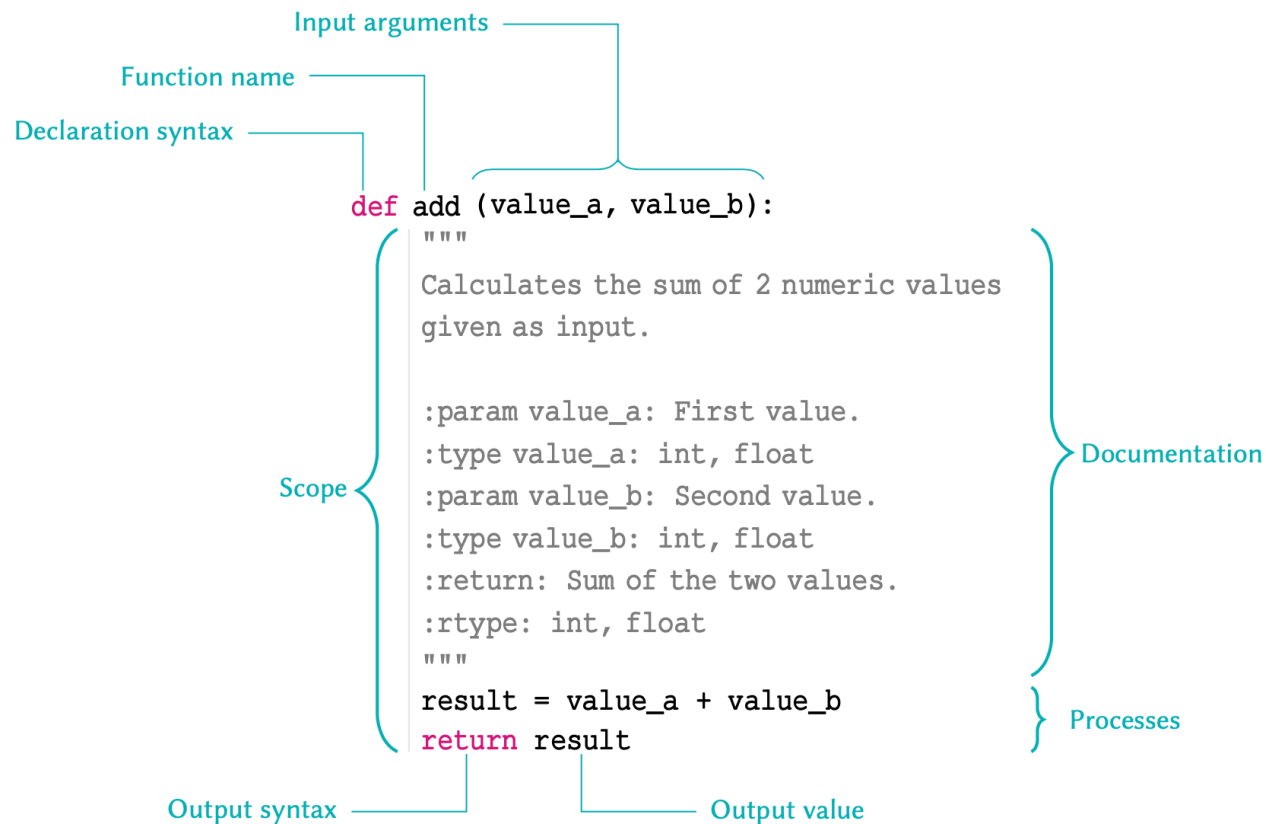 Input arguments
Function name
Declaration syntax
def add (value_a, value_b):
"""
Calculates the sum of 2 numeric values
given as input.
:param value_a: First value.
:type value_a: int, float
:param value_b: Second value.
:type value_b: int, float
:return: Sum of the two values.
:rtype: int, float
"""
result = value_a + value_b
return result
Scope
Documentation
Processes
Output syntax
Output value